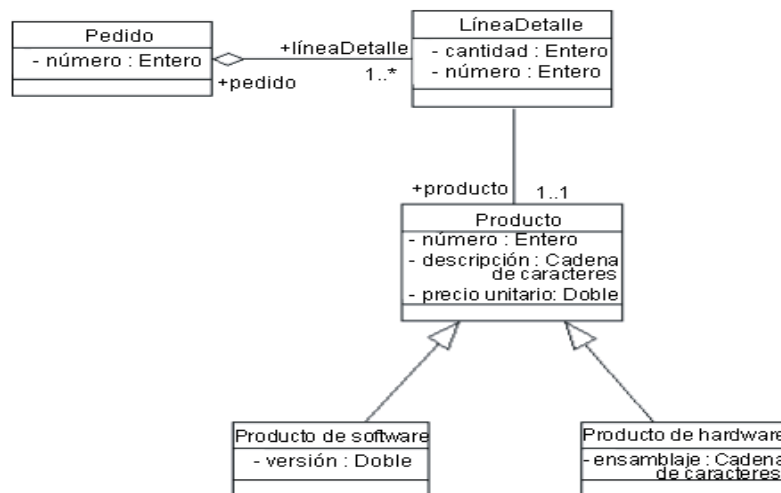 Pedido
- número : Entero
+líneaDetalle
1..*
+pedido
LíneaDetalle
- cantidad : Entero
- número : Entero
+producto
1..1
Producto
- número : Entero
- descripción : Cadena
de caracteres
- precio unitario: Doble
Producto de software
- versión : Doble
Producto de hardware
- ensamblaje : Cadena
de caracteres